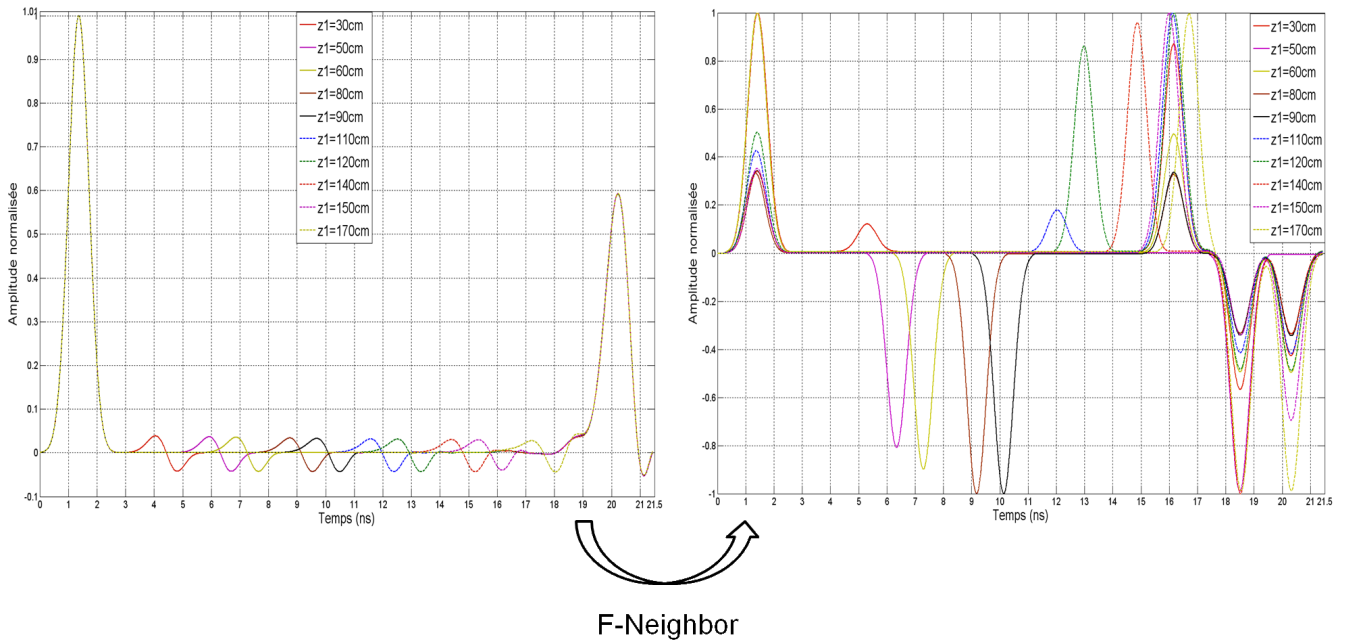 1.01
0.9
0.8
0.7
0.6
0.5
0.4
0.3
0.2
0.1
0
-0.1
Amplitude normalisée
z1=30cm
z1=50cm
z1=60cm
z1=80cm
z1=90cm
z1=110cm
z1=120cm
z1=140cm
z1=150cm
z1=170cm
0 1 2 3 4 5 6 7 8 9 10 11 12 13 14 15 16 17 18 19 20 21 21.5
Temps (ns)
1
0.8
0.6
0.4
0.2
0
-0.2
-0.4
-0.6
-0.8
-1
Amplitude normalisée
z1=30cm
z1=50cm
z1=60cm
z1=80cm
z1=90cm
z1=110cm
z1=120cm
z1=140cm
z1=150cm
z1=170cm
0 1 2 3 4 5 6 7 8 9 10 11 12 13 14 15 16 17 18 19 20 21 21.5
Temps (ns)
F-Neighbor